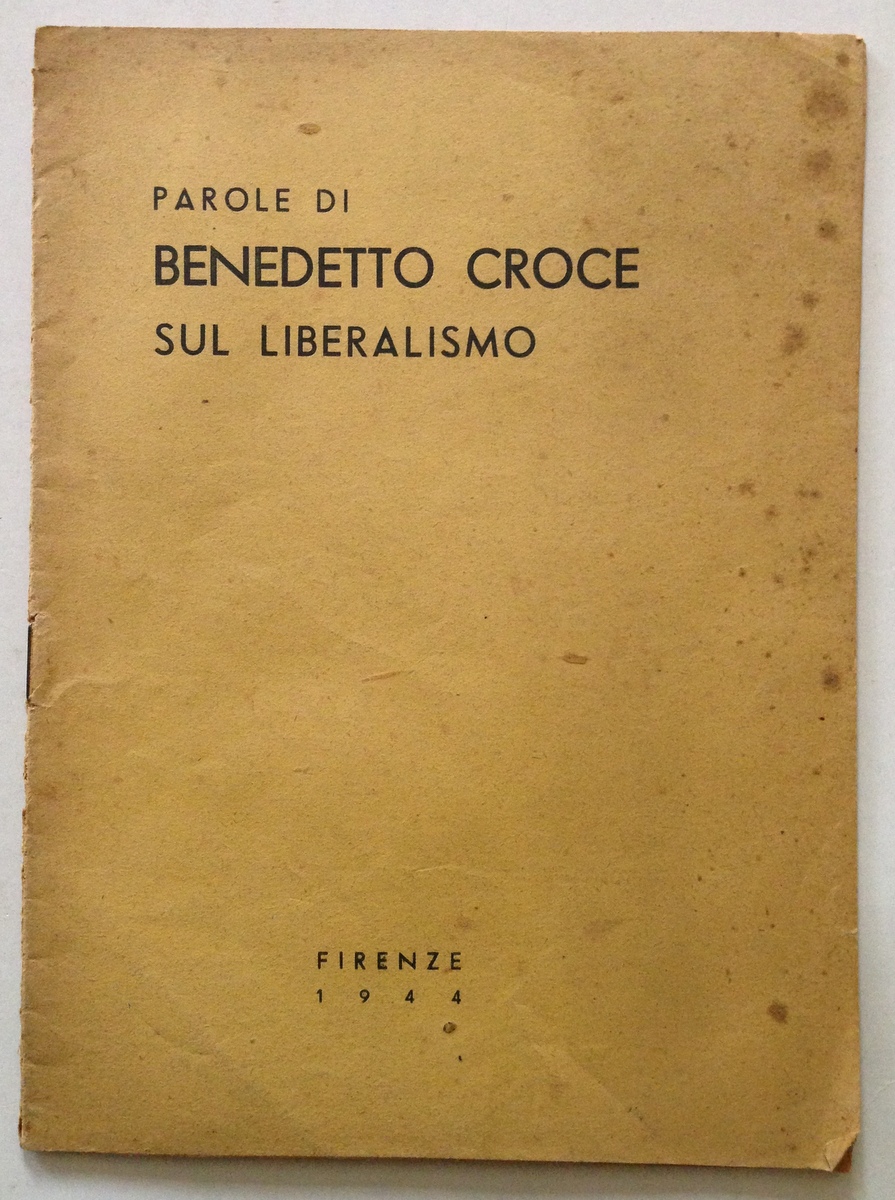 PAROLE DI
BENEDETTO CROCE
SUL LIBERALISMO
FIRENZE
1944